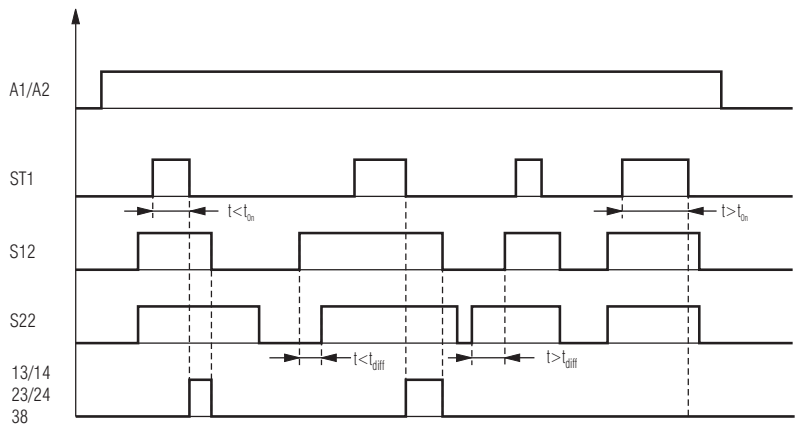 A1/A2
ST1
t<t0n
t>t0n
S12
S22
t<tdiff
t>tdiff
13/14
23/24
38